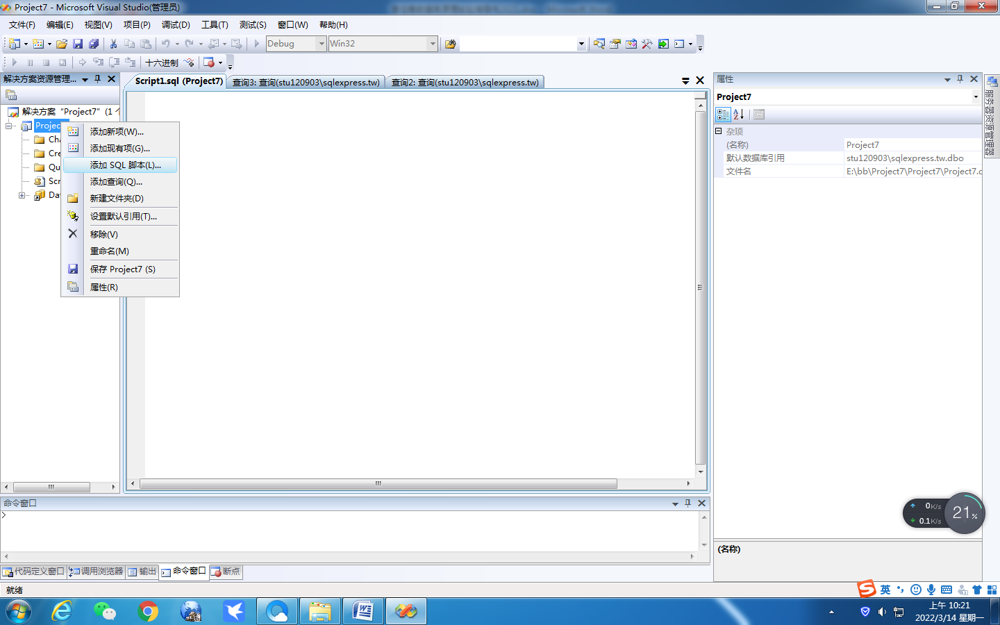 Project7 - Microsoft Visual Studio(管理员)
文件(F) 编辑(E) 视图(V) 项目(P) 调试(D) 工具(T) 测试(S) 窗口(W) 帮助(H)
Debug Win32
十六进制
解决方案资源管理...
Script1.sql (Project7) 查询3: 查询(stu120903\sqlexpress.tw) 查询2: 查询(stu120903\sqlexpress.tw)
解决方案 “Project7” (1 个
Projec
Cha
Cre
Qu
Scr
Da
添加新项(W)...
添加现有项(G)...
添加 SQL 脚本(L)...
添加查询(Q)...
新建文件夹(D)
设置默认引用(T)...
移除(V)
重命名(M)
保存 Project7 (S)
属性(R)
属性
Project7
杂项
(名称) Project7
默认数据库引用 stu120903\sqlexpress.tw.dbo
文件名 E:\bb\Project7\Project7\Project7.c
(名称)
服务器资源管理器
命令窗口
>
代码定义窗口 调用浏览器 输出 命令窗口 断点
就绪
0K/s
0.1K/s
21%
英
上午 10:21
2022/3/14 星期一